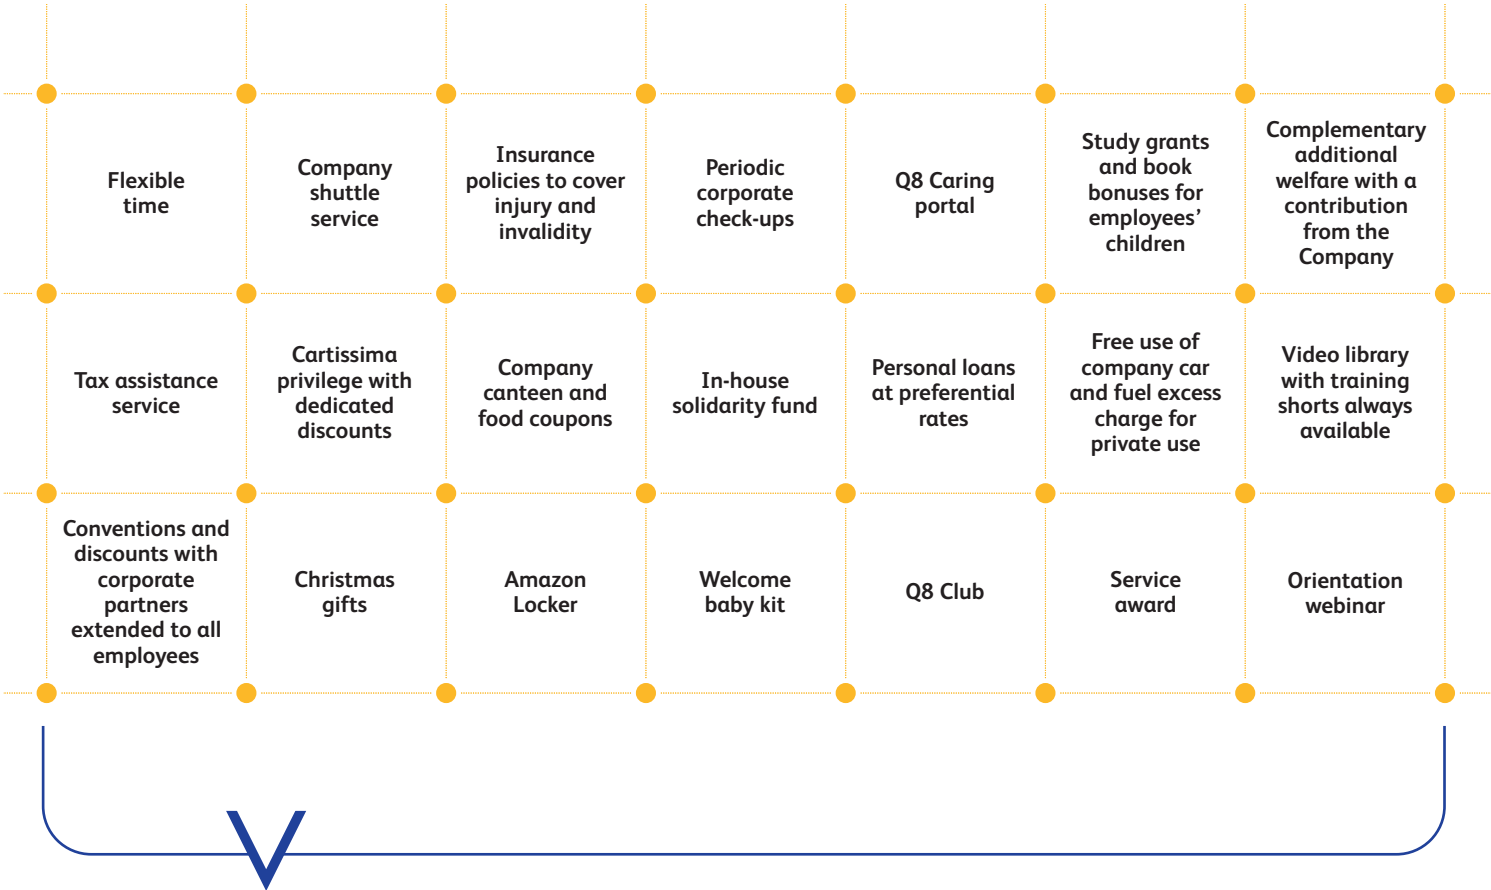 Flexible
time
Company
shuttle
service
Insurance
policies to cover
injury and
invalidity
Periodic
corporate
check-ups
Q8 Caring
portal
Study grants
and book
bonuses for
employees’
children
Complementary
additional
welfare with a
contribution
from the
Company
Tax assistance
service
Cartissima
privilege with
dedicated
discounts
Company
canteen and
food coupons
In-house
solidarity fund
Personal loans
at preferential
rates
Free use of
company car
and fuel excess
charge for
private use
Video library
with training
shorts always
available
Conventions and
discounts with
corporate
partners
extended to all
employees
Christmas
gifts
Amazon
Locker
Welcome
baby kit
Q8 Club
Service
award
Orientation
webinar